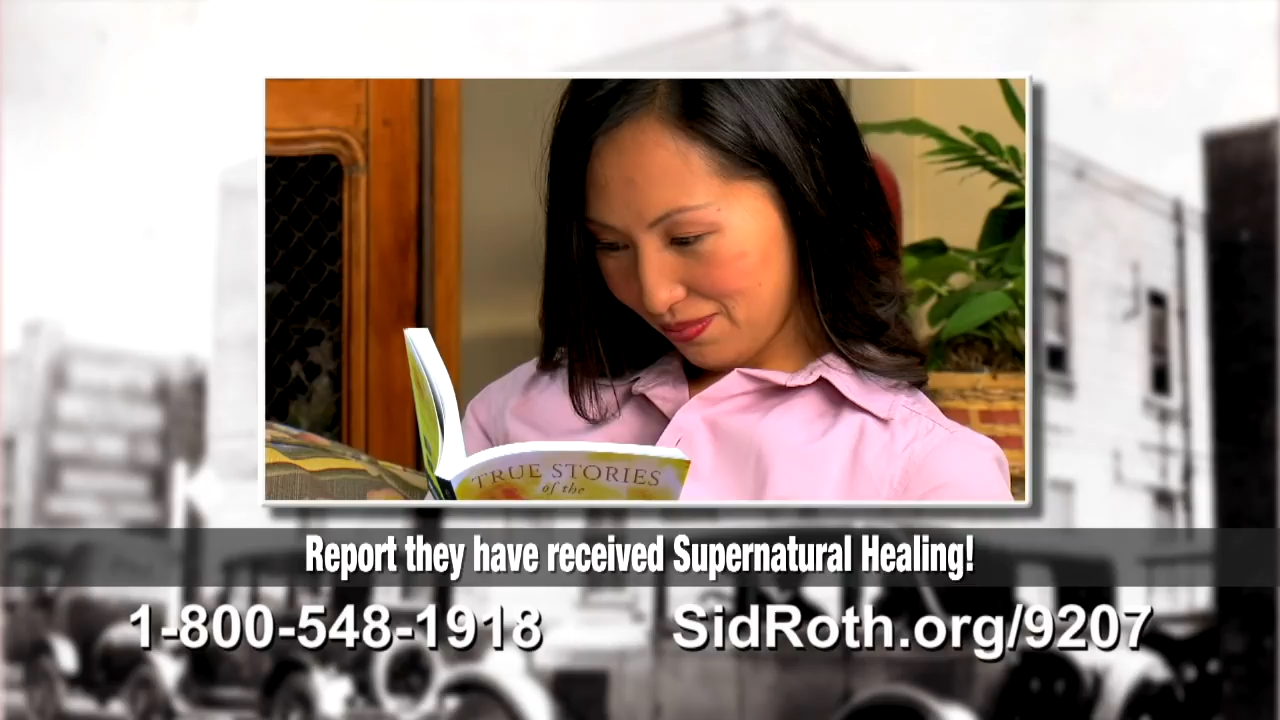 TRUE STORIES
of the
Report they have received Supernatural Healing!
1-800-548-1918 SidRoth.org/9207